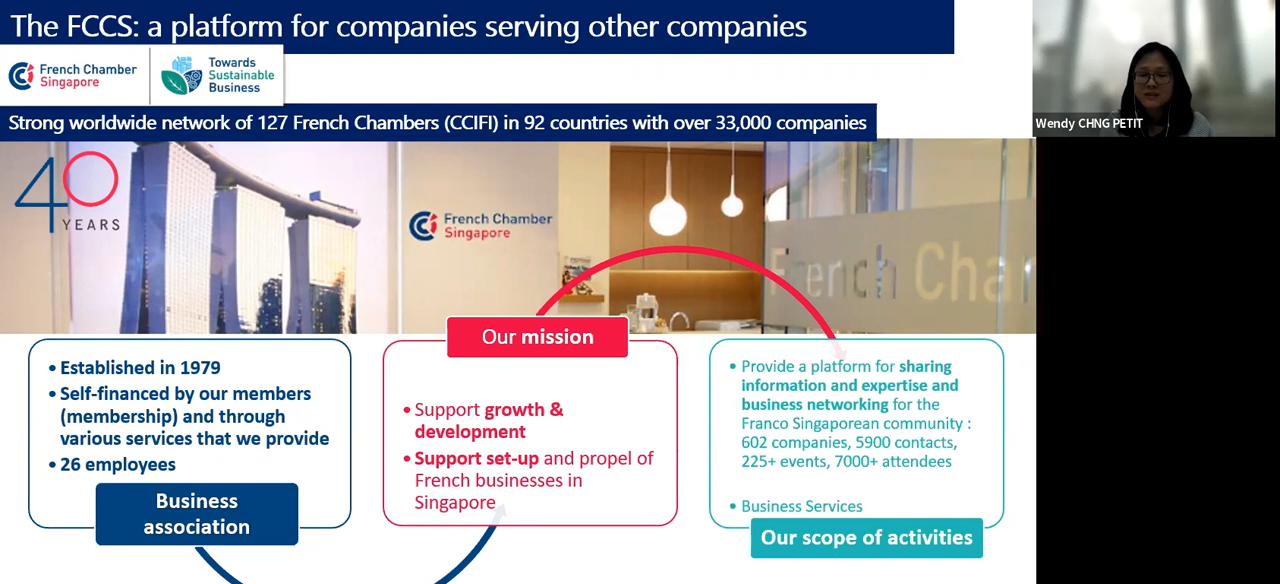 The FCCS: a platform for companies serving other companies
French Chamber
Singapore
Towards
Sustainable
Business
Wendy CHNG PETIT
Strong worldwide network of 127 French Chambers (CCIFI) in 92 countries with over 33,000 companies
40
YEARS
French Chamber
Singapore
French Cham
• Established in 1979
• Self-financed by our members
(membership) and through
various services that we provide
• 26 employees
Business
association
Our mission
• Support growth &
development
• Support set-up and propel of
French businesses in
Singapore
• Provide a platform for sharing
information and expertise and
business networking for the
Franco Singaporean community :
602 companies, 5900 contacts,
225+ events, 7000+ attendees
• Business Services
Our scope of activities